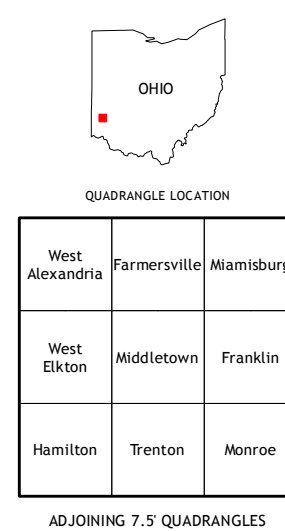 OHIO
QUADRANGLE LOCATION
West
Alexandria
Farmersville
Miamisburg
West
Elkton
Middletown
Franklin
Hamilton
Trenton
Monroe
ADJOINING 7.5' QUADRANGLES